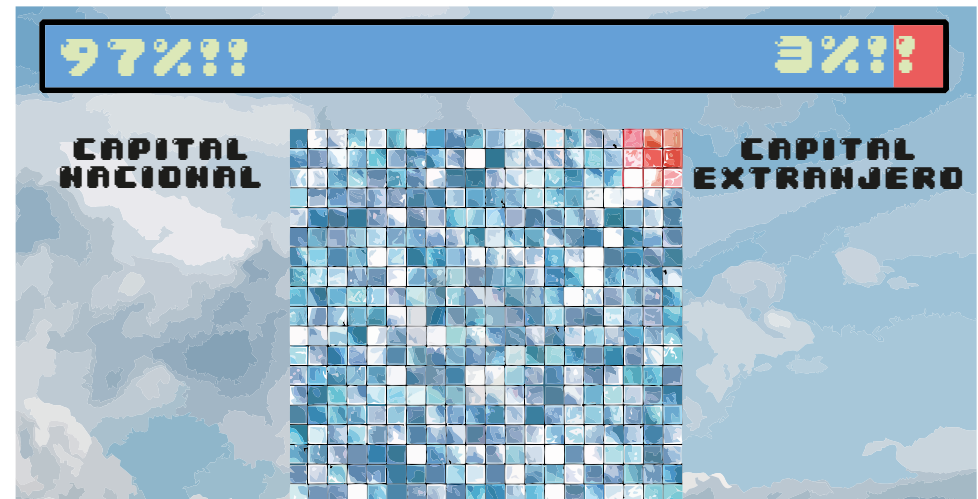 97%!!
3%!!
CAPITAL
NACIONAL
CAPITAL
EXTRANJERO